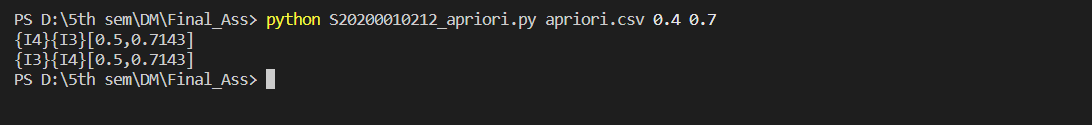 PS D:\5th sem\DM\Final_Ass> python S20200010212_apriori.py apriori.csv 0.4 0.7
{I4}{I3}[0.5,0.7143]
{I3}{I4}[0.5,0.7143]
PS D:\5th sem\DM\Final_Ass>